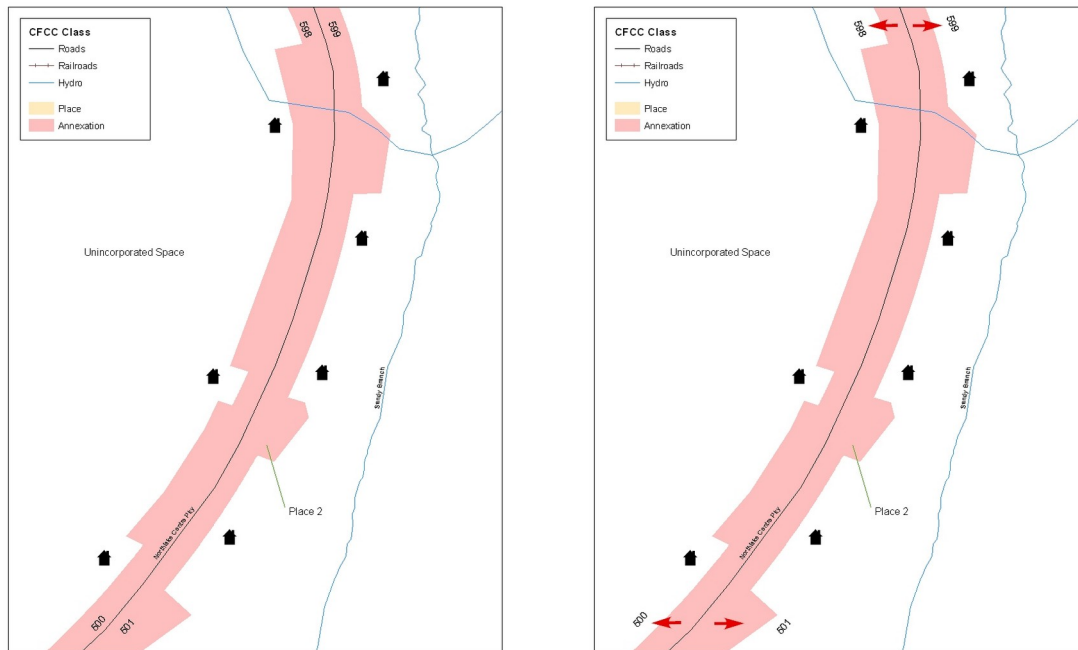 CFCC Class
Roads
Railroads
Hydro
Place
Annexation
598
599
Unincorporated Space
Sandy Branch
Place 2
Northlake Centre Pky
500
501
CFCC Class
Roads
Railroads
Hydro
Place
Annexation
598
599
Unincorporated Space
Sandy Branch
Place 2
Northlake Centre Pky
500
501